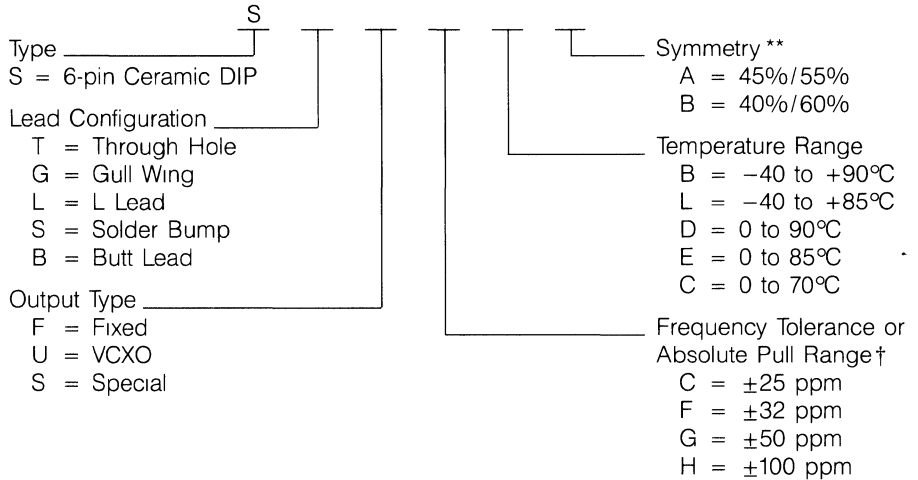 S
Type
S = 6-pin Ceramic DIP
Lead Configuration
T = Through Hole
G = Gull Wing
L = L Lead
S = Solder Bump
B = Butt Lead
Output Type
F = Fixed
U = VCXO
S = Special
Symmetry **
A = 45%/55%
B = 40%/60%
Temperature Range
B = −40 to +90°C
L = −40 to +85°C
D = 0 to 90°C
E = 0 to 85°C
C = 0 to 70°C
Frequency Tolerance or
Absolute Pull Range†
C = ±25 ppm
F = ±32 ppm
G = ±50 ppm
H = ±100 ppm